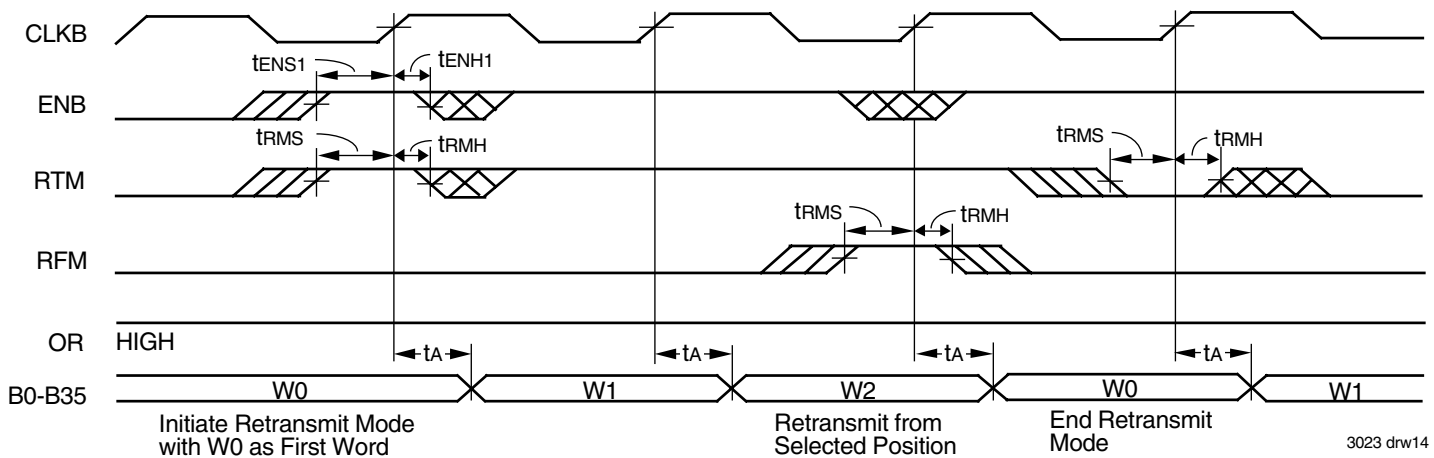 CLKB
tENS1
tENH1
ENB
tRMS
tRMH
tRMS
tRMH
RTM
tRMS
tRMH
RFM
OR
HIGH
tA
tA
tA
tA
B0-B35
W0
W1
W2
W0
W1
Initiate Retransmit Mode
with W0 as First Word
Retransmit from
Selected Position
End Retransmit
Mode
3023 drw14